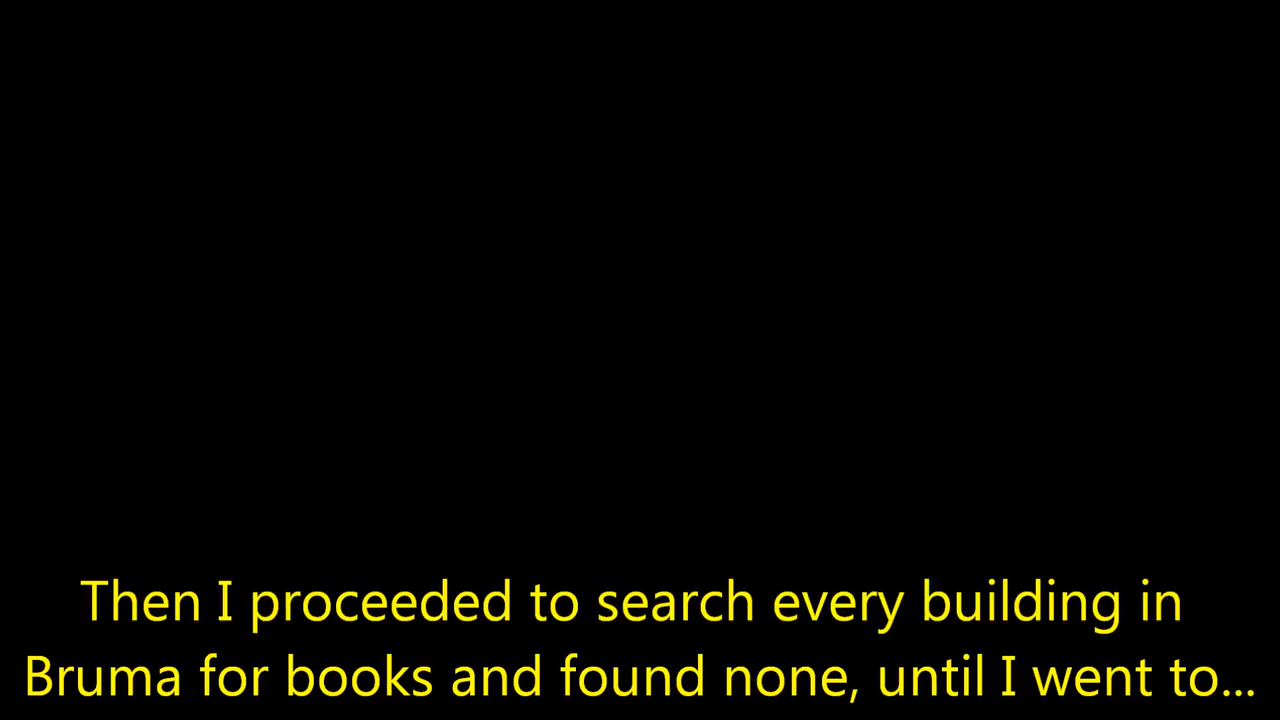 Then I proceeded to search every building in
Bruma for books and found none, until I went to...